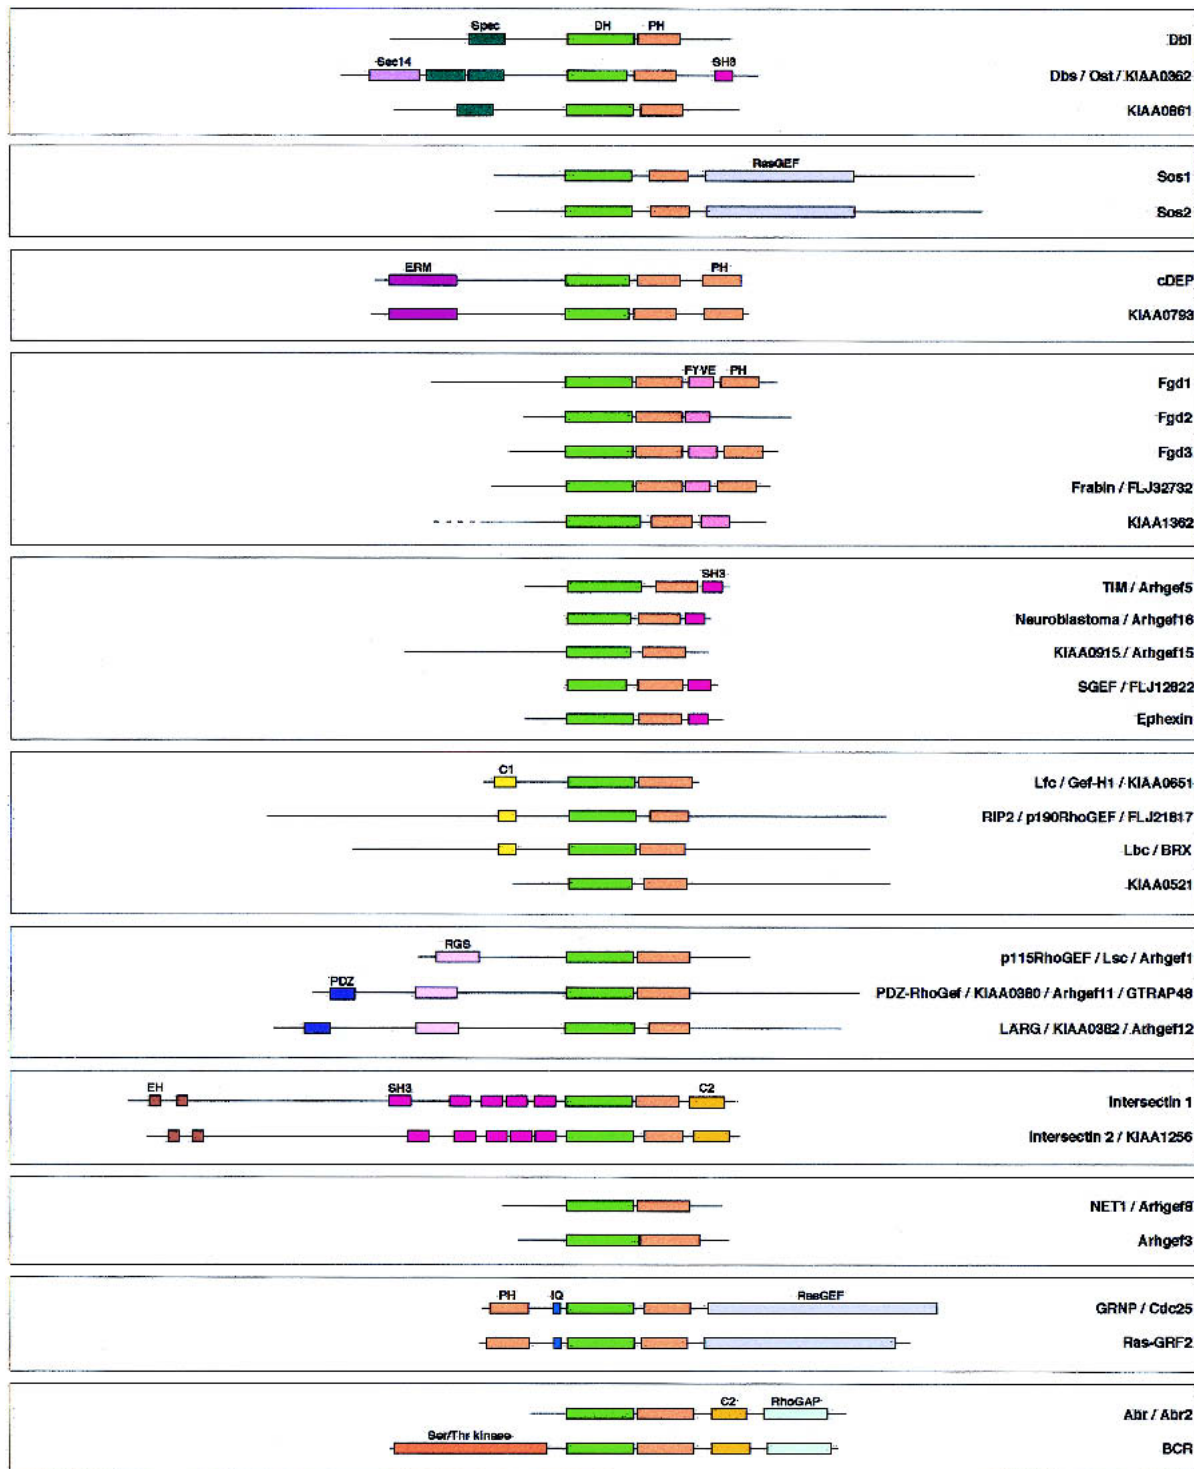 Spec DH PH
Dbl
Sec14 SH3
Dbs / Ost / KIAA0362
KIAA0861
RasGEF
Sos1
Sos2
ERM PH
cDEP
KIAA0793
FYVE PH
Fgd1
Fgd2
Fgd3
Frabin / FLJ32732
KIAA1362
SH3
TIM / Arhgef5
Neuroblastoma / Arhgef16
KIAA0915 / Arhgef15
SGEF / FLJ12822
Ephexin
C1
Lfc / Gef-H1 / KIAA0651
RIP2 / p190RhoGEF / FLJ21817
Lbc / BRX
KIAA0521
RGS
p115RhoGEF / Lsc / Arhgef1
PDZ
PDZ-RhoGef / KIAA0380 / Arhgef11 / GTRAP48
LARG / KIAA0382 / Arhgef12
EH SH3 C2
Intersectin 1
Intersectin 2 / KIAA1256
NET1 / Arhgef8
Arhgef3
PH IQ RasGEF
GRNP / Cdc25
Ras-GRF2
C2 RhoGAP
Abr / Abr2
Ser/Thr kinase
BCR